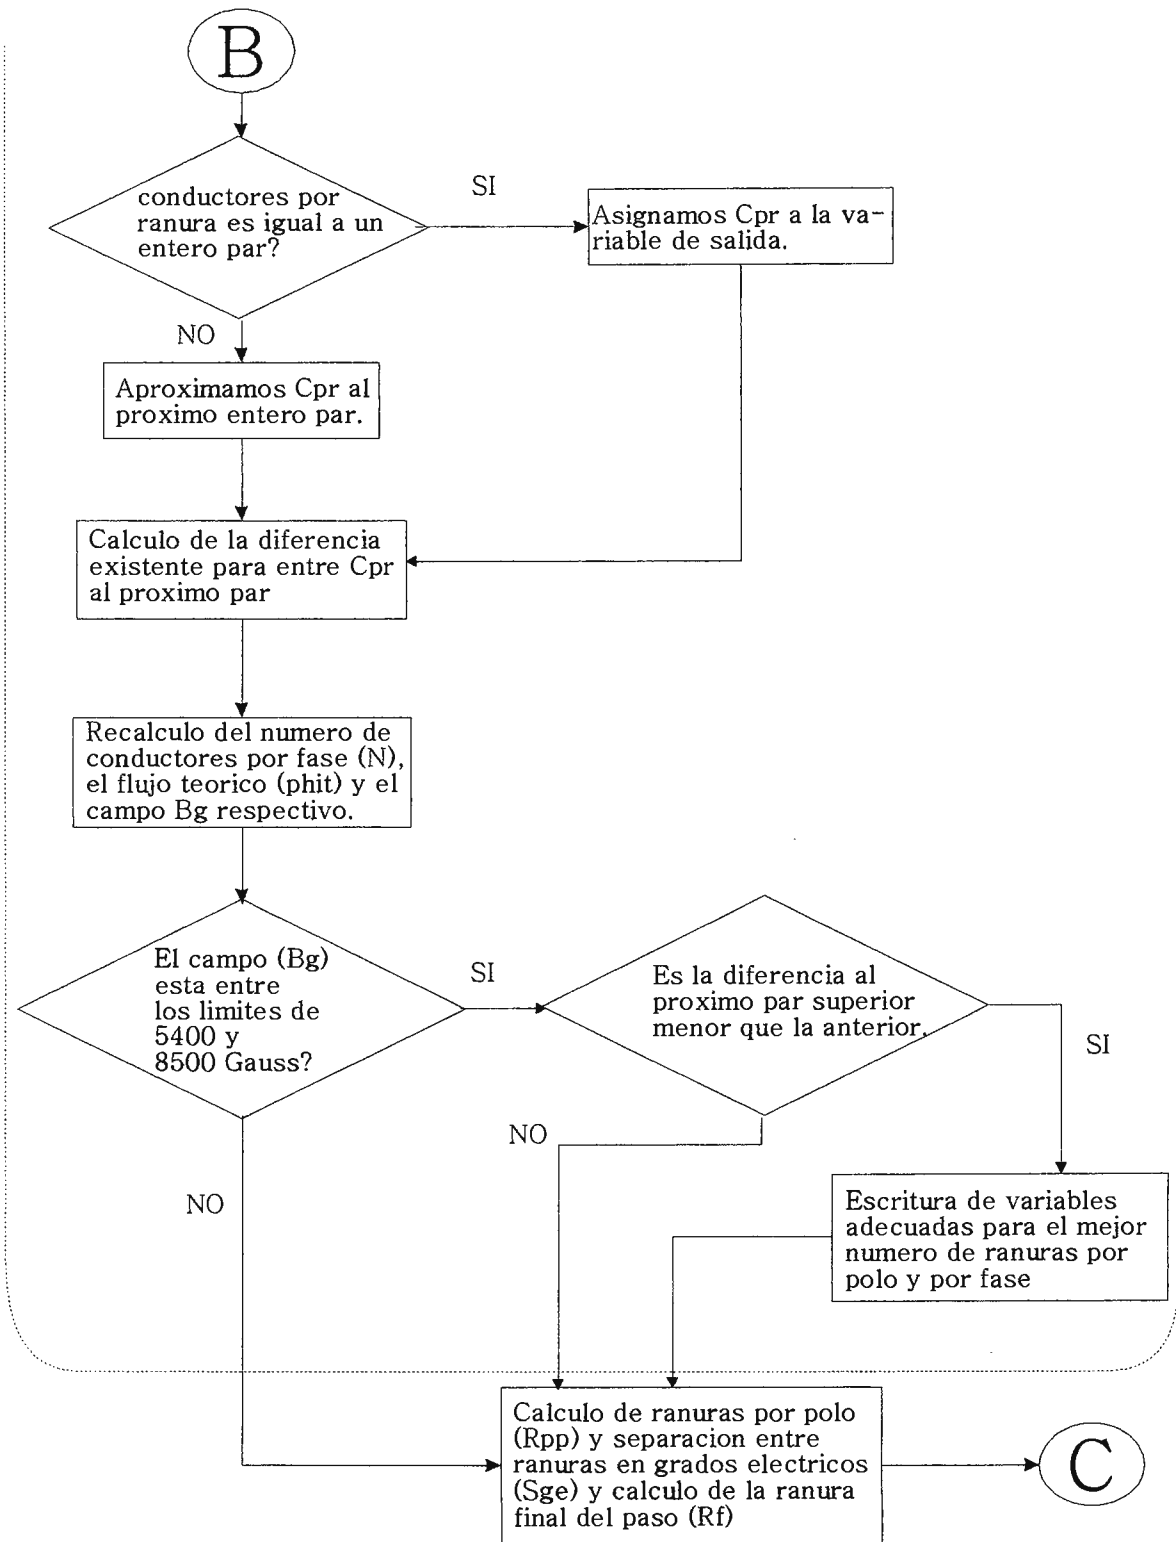 B
conductores por
ranura es igual a un
entero par?
SI
Asignamos Cpr a la va-
riable de salida.
NO
Aproximamos Cpr al
proximo entero par.
Calculo de la diferencia
existente para entre Cpr
al proximo par
Recalculo del numero de
conductores por fase (N),
el flujo teorico (phit) y el
campo Bg respectivo.
El campo (Bg)
esta entre
los limites de
5400 y
8500 Gauss?
SI
Es la diferencia al
proximo par superior
menor que la anterior.
SI
NO
NO
Escritura de variables
adecuadas para el mejor
numero de ranuras por
polo y por fase
Calculo de ranuras por polo
(Rpp) y separacion entre
ranuras en grados electricos
(Sge) y calculo de la ranura
final del paso (Rf)
C